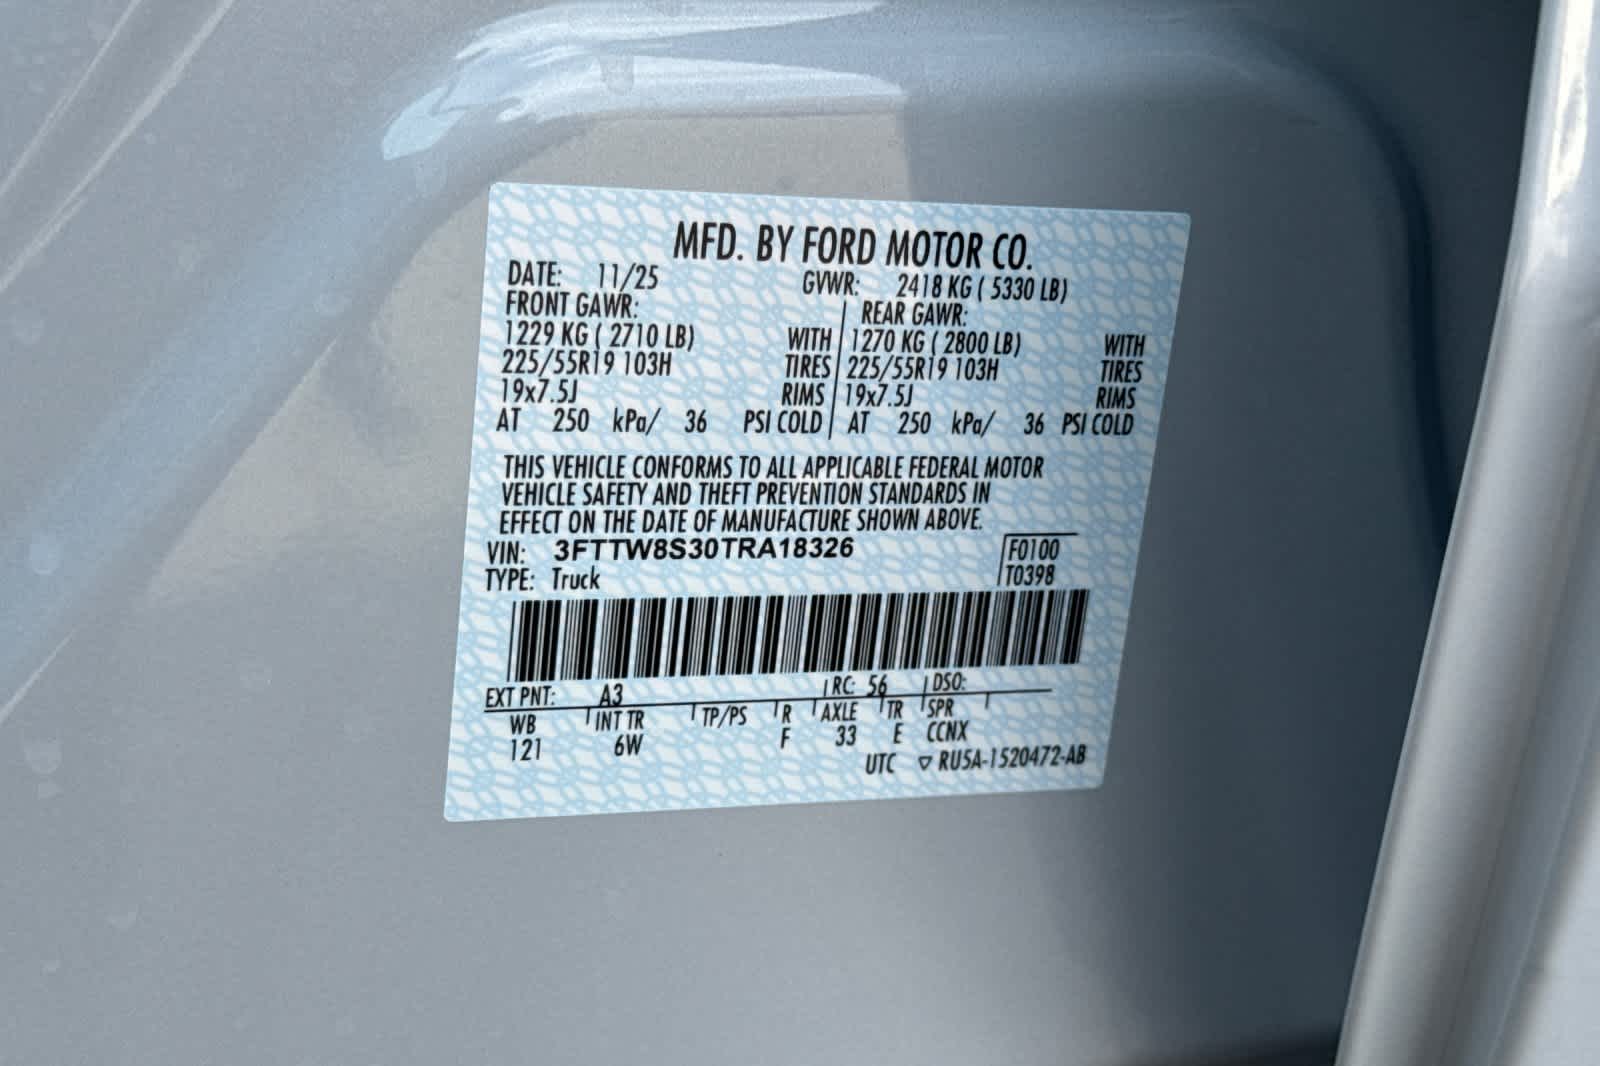 MFD. BY FORD MOTOR CO.
DATE: 11/25 GVWR: 2418 KG ( 5330 LB)
FRONT GAWR: REAR GAWR:
1229 KG ( 2710 LB) WITH 1270 KG ( 2800 LB) WITH
225/55R19 103H TIRES 225/55R19 103H TIRES
19x7.5J RIMS 19x7.5J RIMS
AT 250 kPa/ 36 PSI COLD AT 250 kPa/ 36 PSI COLD
THIS VEHICLE CONFORMS TO ALL APPLICABLE FEDERAL MOTOR
VEHICLE SAFETY AND THEFT PREVENTION STANDARDS IN
EFFECT ON THE DATE OF MANUFACTURE SHOWN ABOVE.
VIN: 3FTTW8S30TRA18326 F0100
TYPE: Truck T0398
EXT PNT: A3 RC: 56 DSO:
WB INT TR TP/PS R AXLE TR SPR
121 6W F 33 E CCNX
UTC ▽ RU5A-1520472-AB